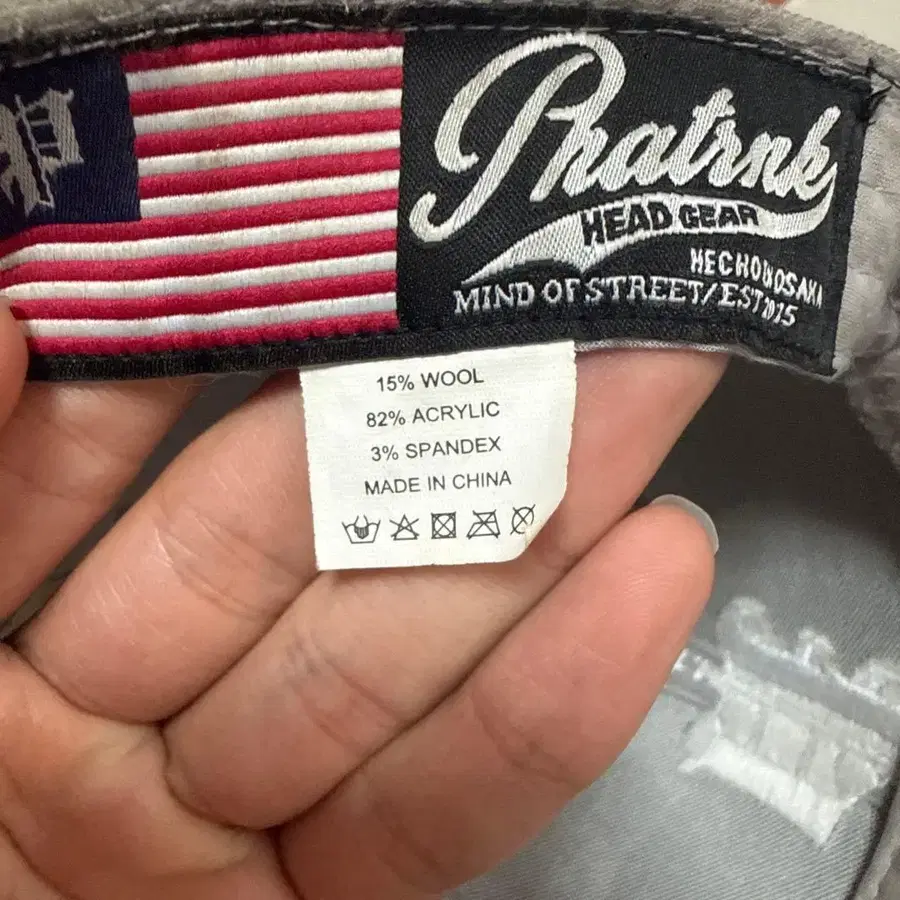 Phatrnk
HEAD GEAR
MIND OF STREET/EST2015
15% WOOL
82% ACRYLIC
3% SPANDEX
MADE IN CHINA